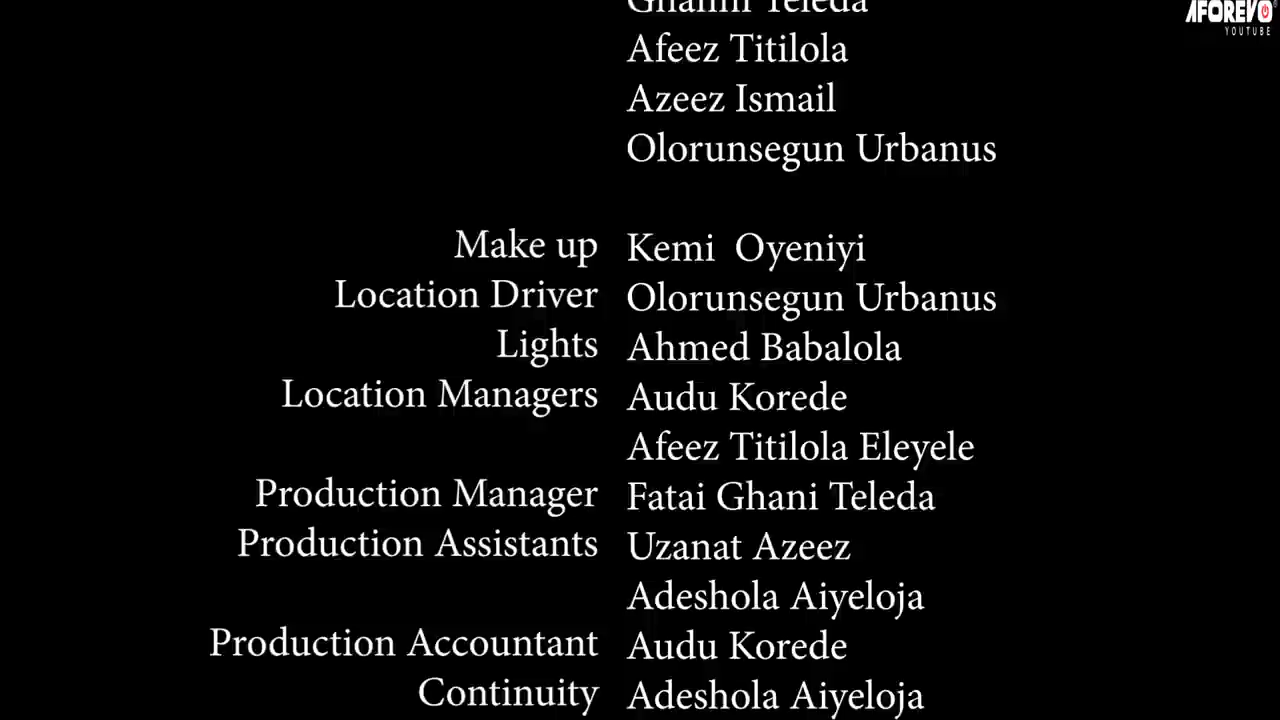 AFOREVO
YOUTUBE
Teleda
Afeez Titilola
Azeez Ismail
Olorunsegun Urbanus
Make up Kemi Oyeniyi
Location Driver Olorunsegun Urbanus
Lights Ahmed Babalola
Location Managers Audu Korede
Afeez Titilola Eleyele
Production Manager Fatai Ghani Teleda
Production Assistants Uzanat Azeez
Adeshola Aiyeloja
Production Accountant Audu Korede
Continuity Adeshola Aiyeloja